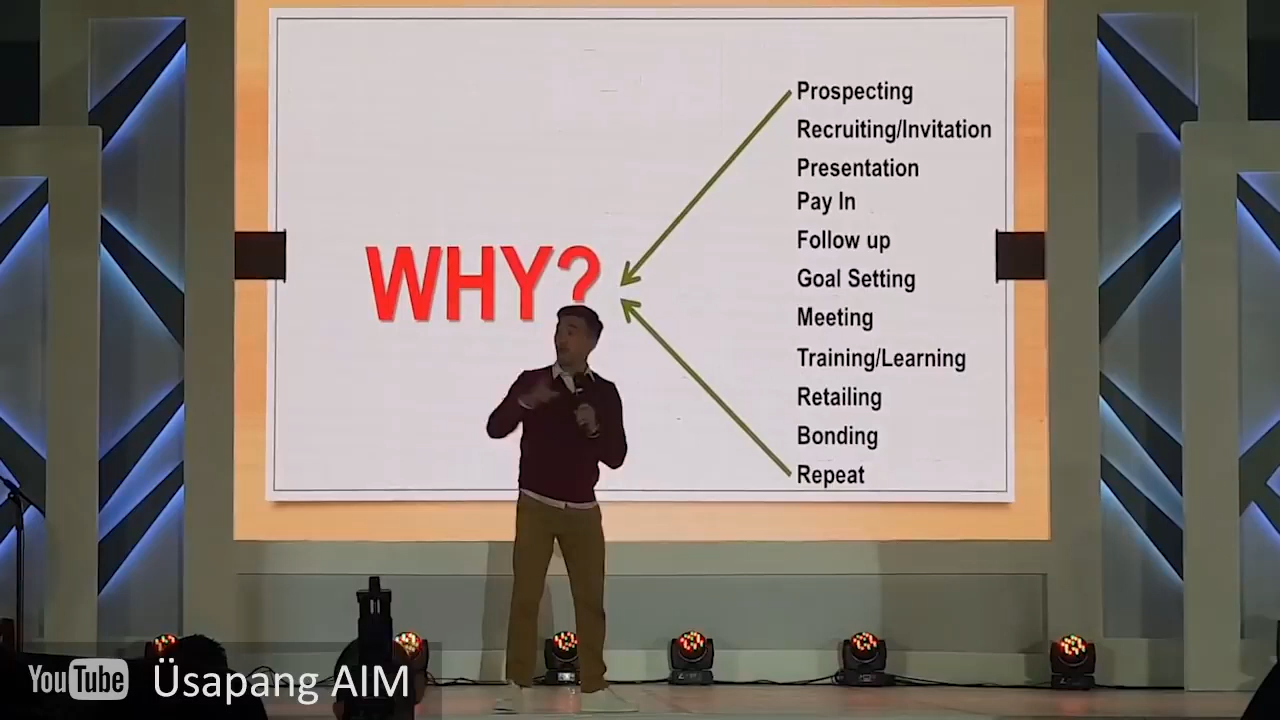 WHY?
Prospecting
Recruiting/Invitation
Presentation
Pay In
Follow up
Goal Setting
Meeting
Training/Learning
Retailing
Bonding
Repeat
YouTube Üsapang AIM